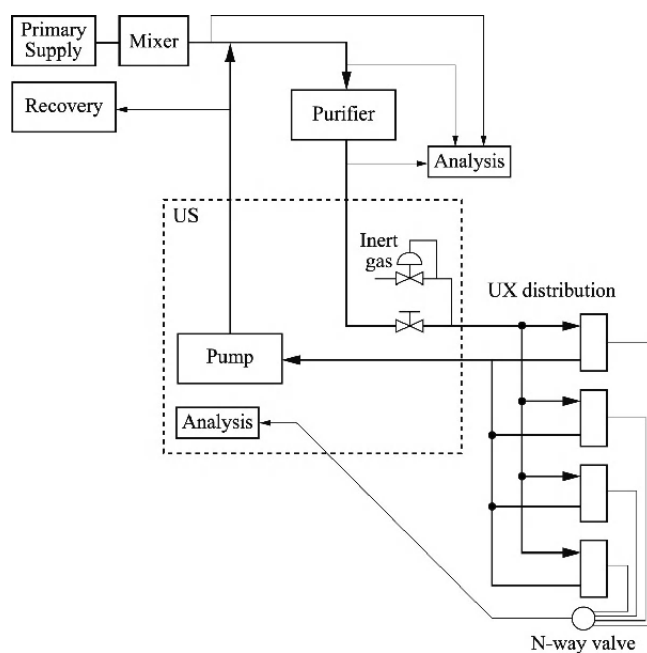 Primary
Supply
Mixer
Recovery
Purifier
Analysis
US
Inert
gas
UX distribution
Pump
Analysis
N-way valve